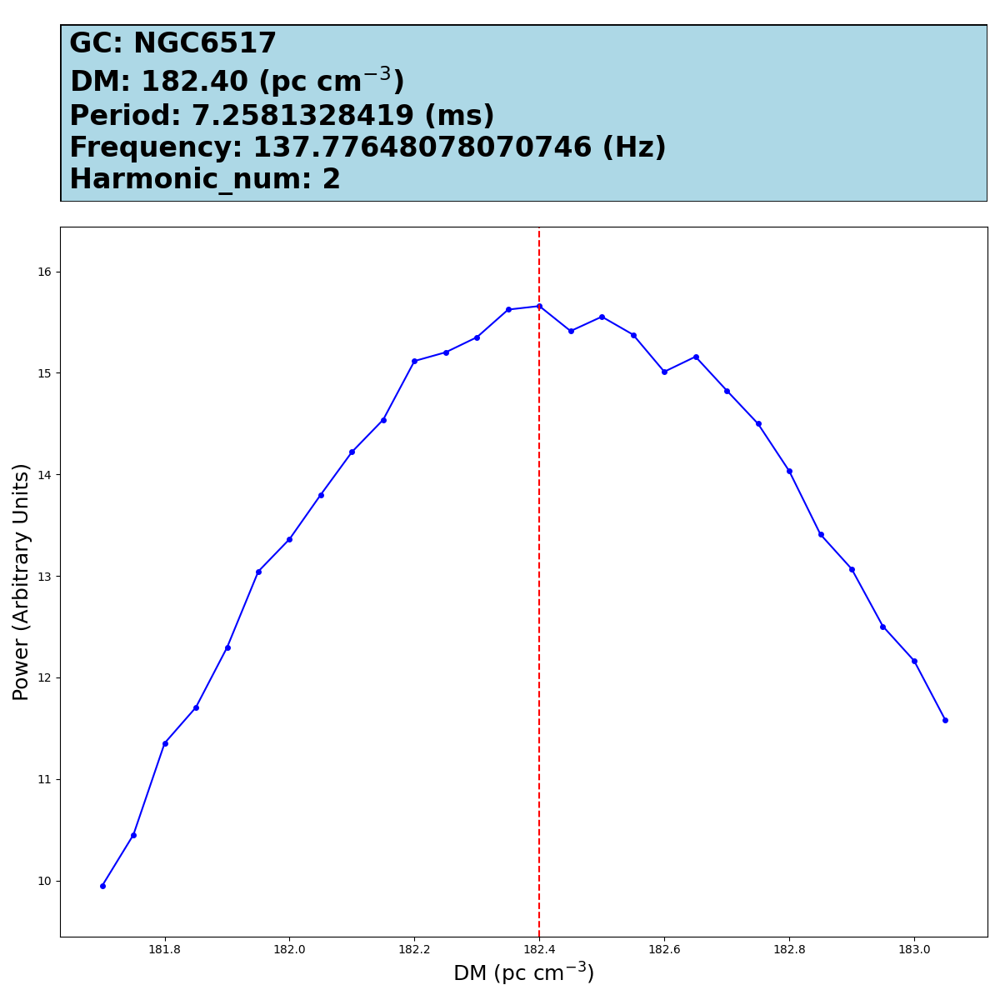 GC: NGC6517
DM: 182.40 (pc cm⁻³)
Period: 7.2581328419 (ms)
Frequency: 137.77648078070746 (Hz)
Harmonic_num: 2
16
15
14
13
12
11
10
Power (Arbitrary Units)
181.8 182.0 182.2 182.4 182.6 182.8 183.0
DM (pc cm⁻³)